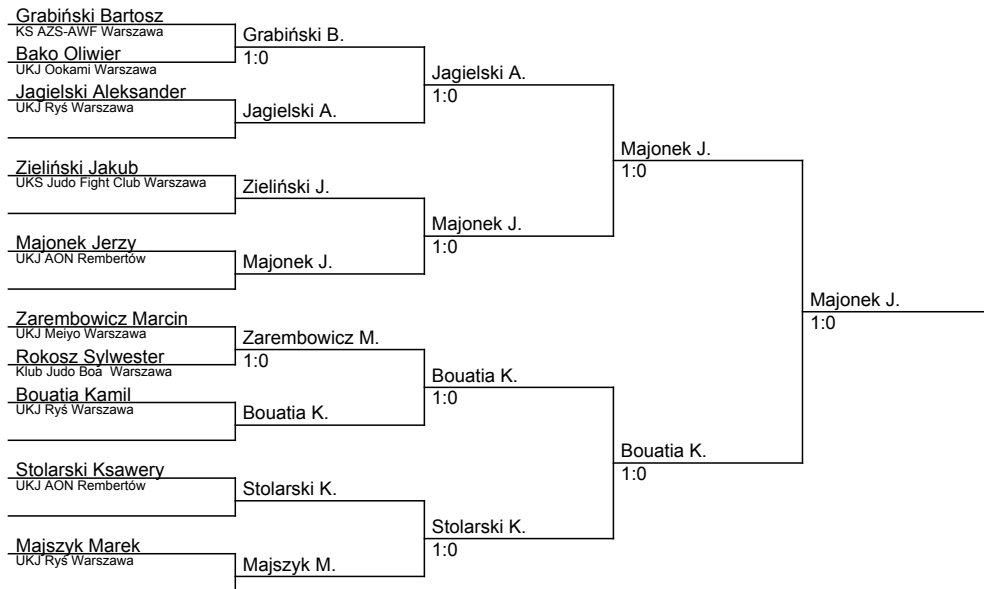 Grabiński Bartosz
KS AZS-AWF Warszawa
Grabiński B.
Bako Oliwier
1:0
UKJ Ookami Warszawa
Jagielski A.
Jagielski Aleksander
1:0
UKJ Ryś Warszawa
Jagielski A.
Majonek J.
Zieliński Jakub
1:0
UKS Judo Fight Club Warszawa
Zieliński J.
Majonek J.
Majonek Jerzy
1:0
UKJ AON Rembertów
Majonek J.
Majonek J.
Zarembowicz Marcin
1:0
UKJ Meiyo Warszawa
Zarembowicz M.
Rokosz Sylwester
1:0
Klub Judo Boa Warszawa
Bouatia K.
Bouatia Kamil
1:0
UKJ Ryś Warszawa
Bouatia K.
Bouatia K.
Stolarski Ksawery
1:0
UKJ AON Rembertów
Stolarski K.
Stolarski K.
Majszyk Marek
1:0
UKJ Ryś Warszawa
Majszyk M.